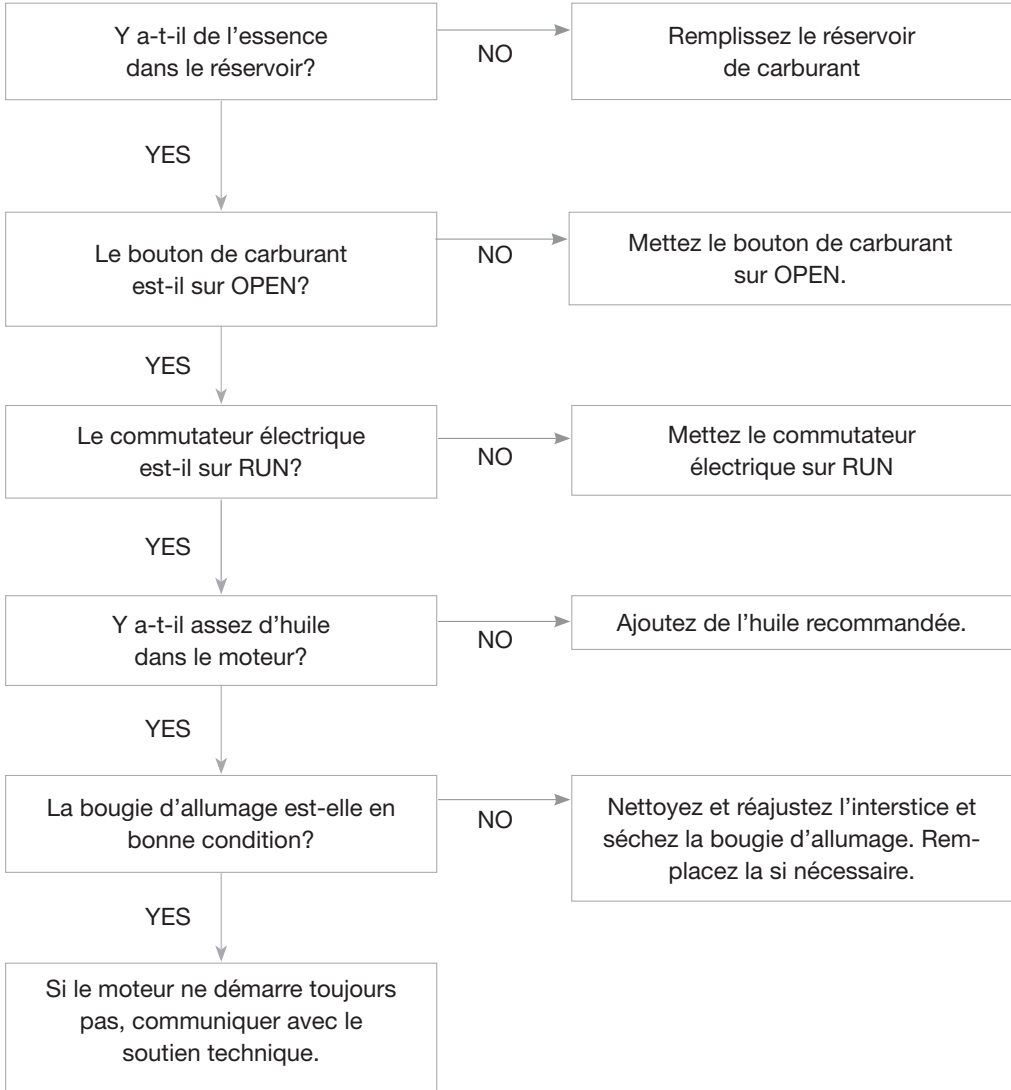 Y a-t-il de l'essence
dans le réservoir?
NO
Remplissez le réservoir
de carburant
YES
Le bouton de carburant
est-il sur OPEN?
NO
Mettez le bouton de carburant
sur OPEN.
YES
Le commutateur électrique
est-il sur RUN?
NO
Mettez le commutateur
électrique sur RUN
YES
Y a-t-il assez d'huile
dans le moteur?
NO
Ajoutez de l'huile recommandée.
YES
La bougie d'allumage est-elle en
bonne condition?
NO
Nettoyez et réajustez l'interstice et
séchez la bougie d'allumage. Rem-
placez la si nécessaire.
YES
Si le moteur ne démarre toujours
pas, communiquer avec le
soutien technique.